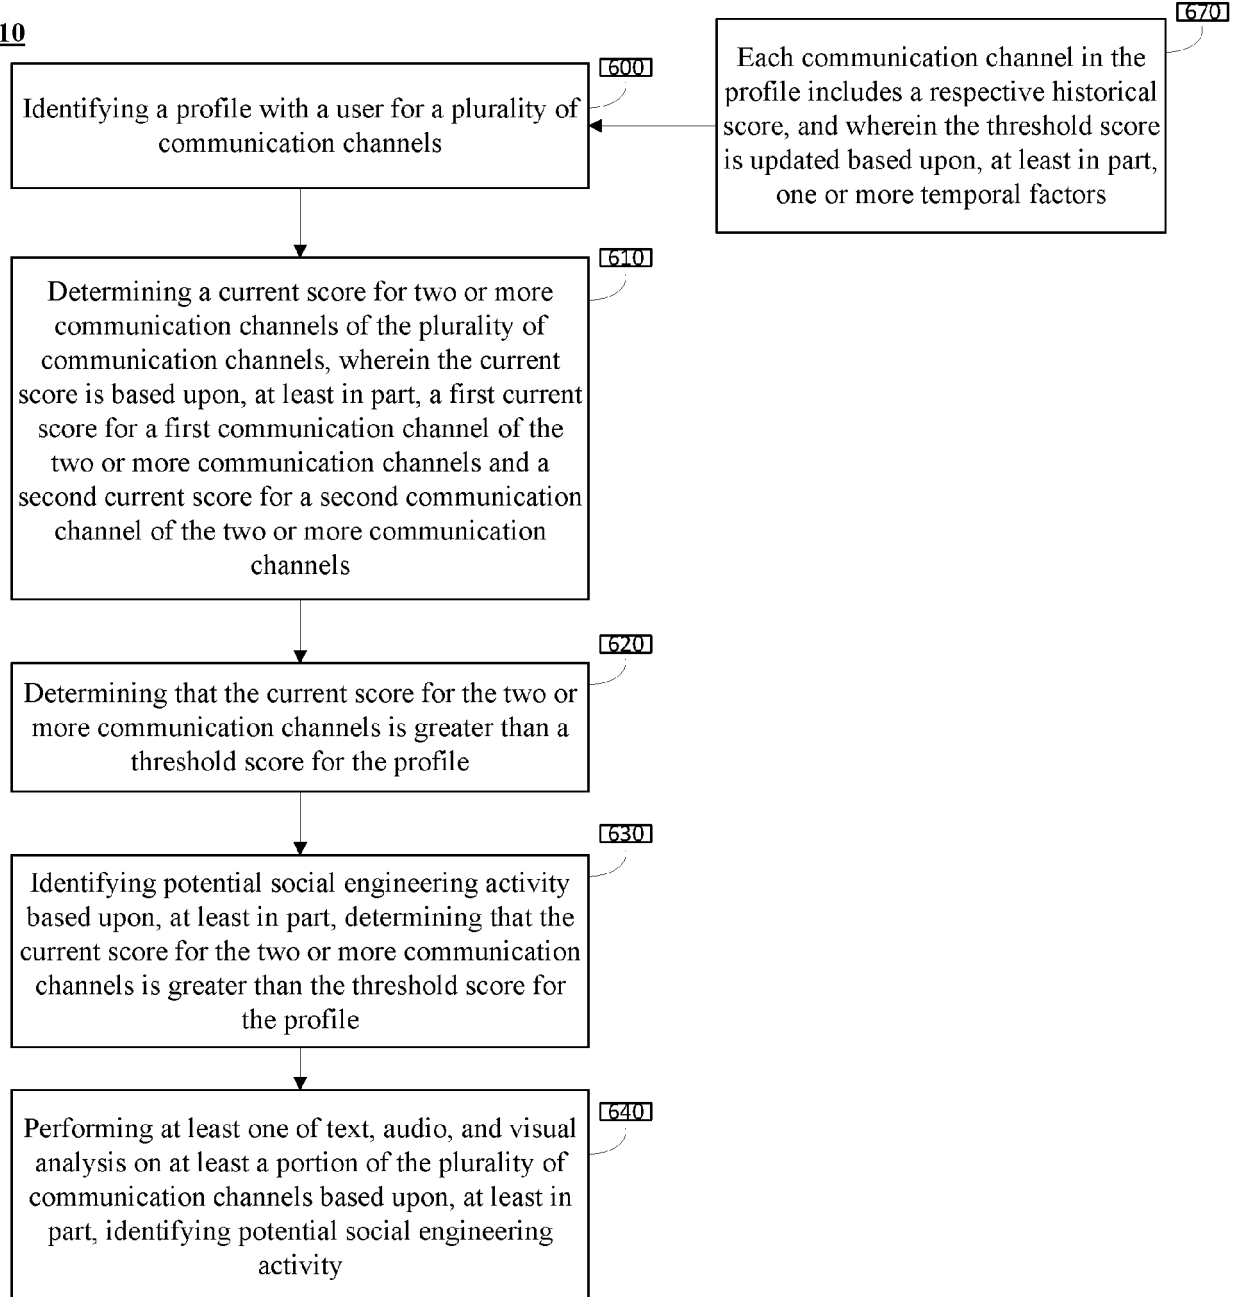 10
600
Identifying a profile with a user for a plurality of
communication channels
670
Each communication channel in the
profile includes a respective historical
score, and wherein the threshold score
is updated based upon, at least in part,
one or more temporal factors
610
Determining a current score for two or more
communication channels of the plurality of
communication channels, wherein the current
score is based upon, at least in part, a first current
score for a first communication channel of the
two or more communication channels and a
second current score for a second communication
channel of the two or more communication
channels
620
Determining that the current score for the two or
more communication channels is greater than a
threshold score for the profile
630
Identifying potential social engineering activity
based upon, at least in part, determining that the
current score for the two or more communication
channels is greater than the threshold score for
the profile
640
Performing at least one of text, audio, and visual
analysis on at least a portion of the plurality of
communication channels based upon, at least in
part, identifying potential social engineering
activity